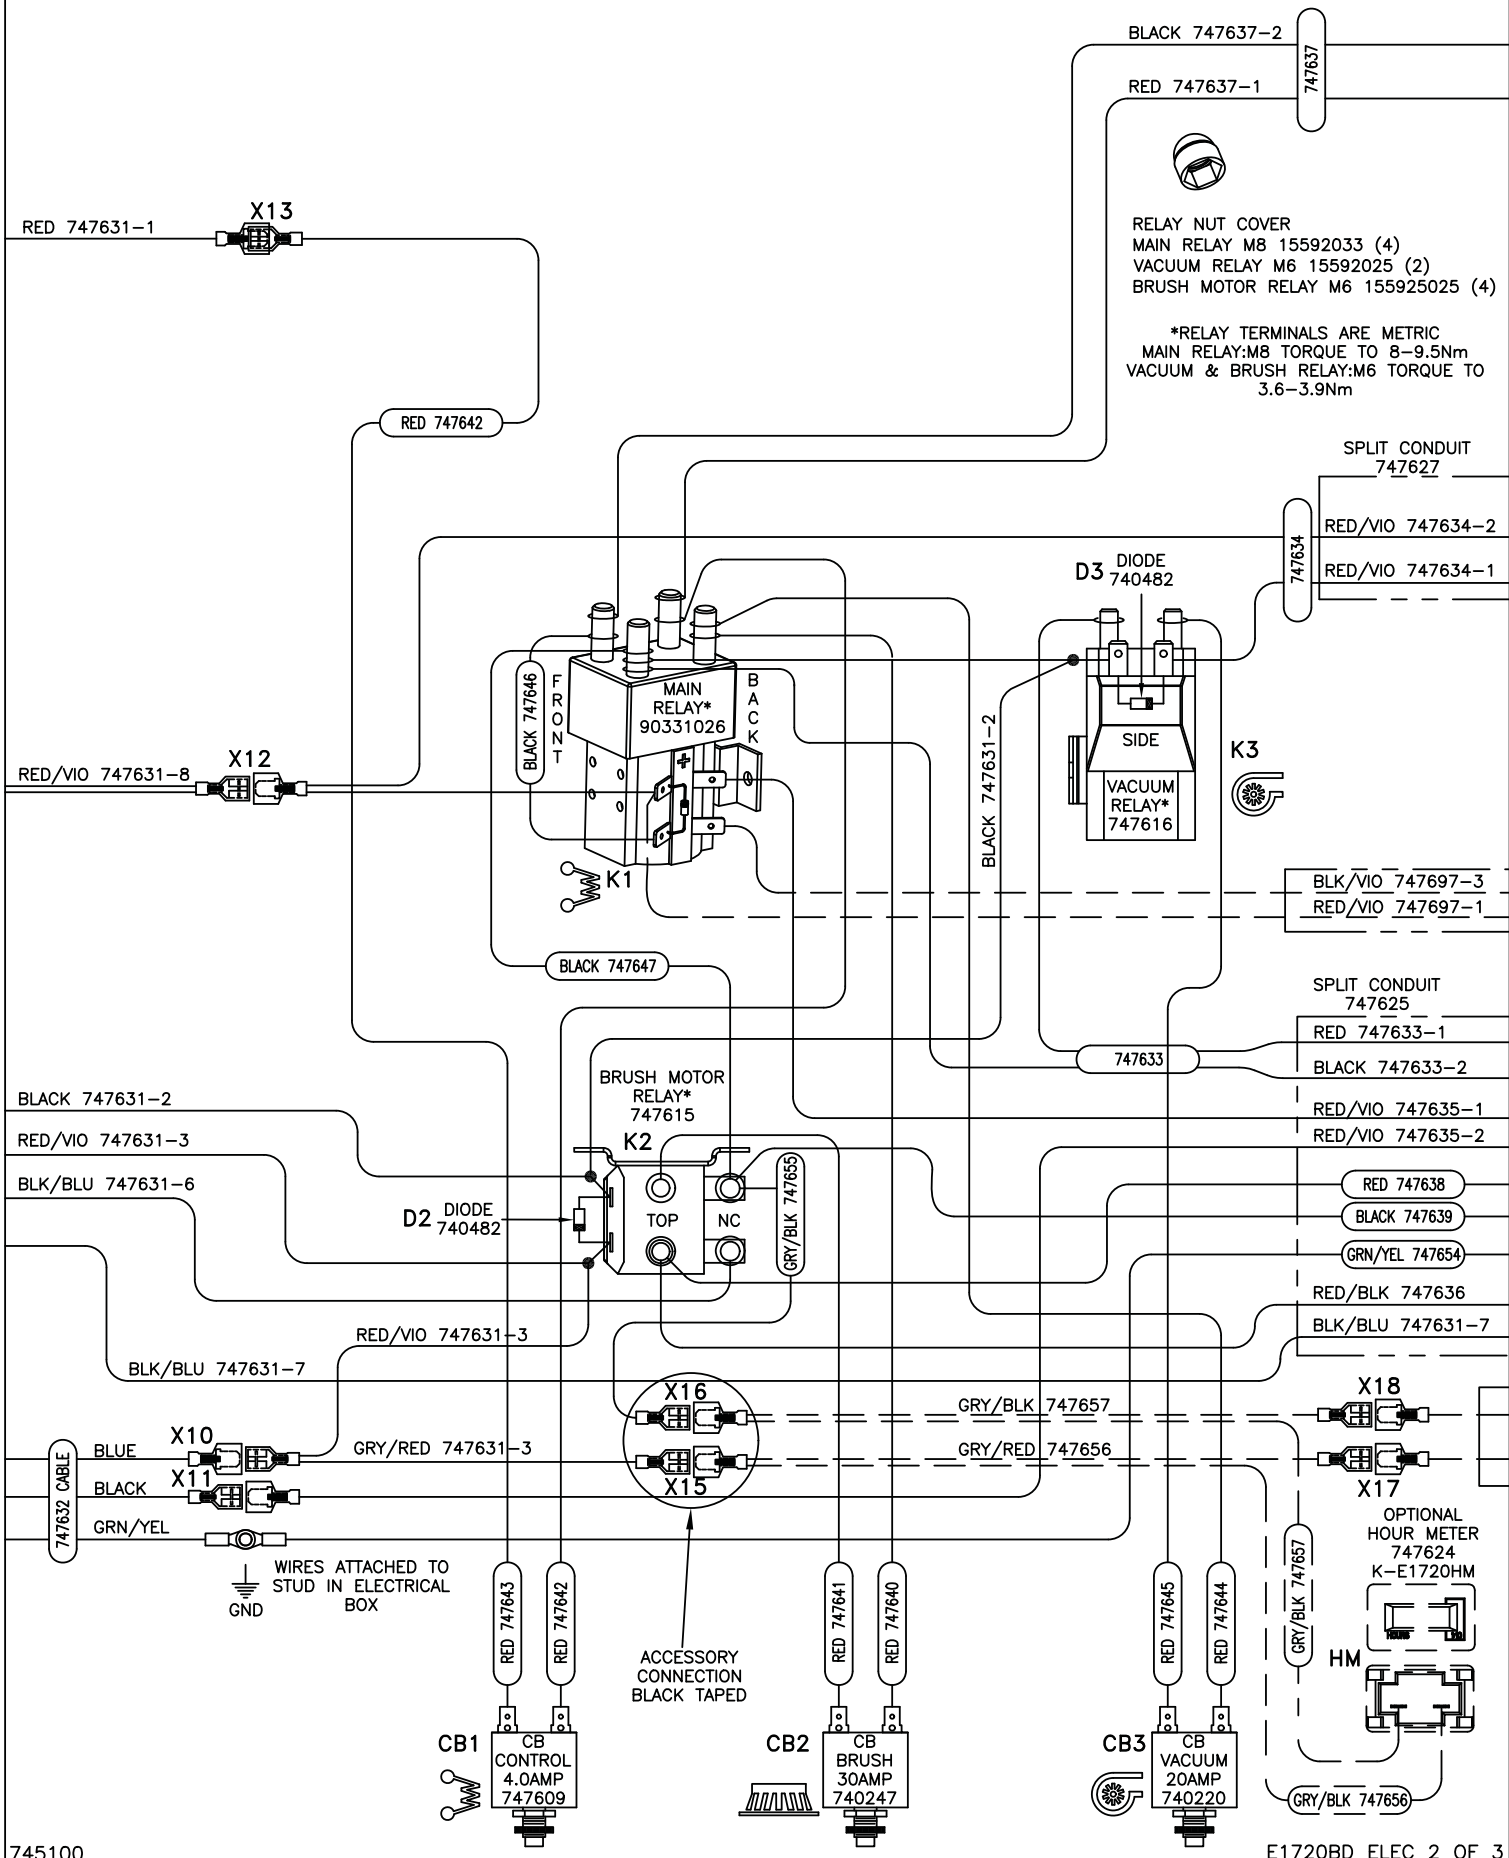 BLACK 747637-2
RED 747637-1
747637
X13
RED 747631-1
RELAY NUT COVER
MAIN RELAY M8 15592033 (4)
VACUUM RELAY M6 15592025 (2)
BRUSH MOTOR RELAY M6 155925025 (4)
*RELAY TERMINALS ARE METRIC
MAIN RELAY:M8 TORQUE TO 8-9.5Nm
VACUUM & BRUSH RELAY:M6 TORQUE TO
3.6-3.9Nm
RED 747642
SPLIT CONDUIT
747627
RED/VIO 747634-2
747634
RED/VIO 747634-1
D3 DIODE
740482
BLACK 747646
FRONT
MAIN
RELAY*
90331026
BACK
+
SIDE
K3
VACUUM
RELAY*
747616
BLACK 747631-2
X12
RED/VIO 747631-8
K1
BLK/VIO 747697-3
RED/VIO 747697-1
BLACK 747647
SPLIT CONDUIT
747625
RED 747633-1
747633
BLACK 747633-2
BRUSH MOTOR
RELAY*
747615
K2
BLACK 747631-2
RED/VIO 747631-3
BLK/BLU 747631-6
RED/VIO 747635-1
RED/VIO 747635-2
RED 747638
BLACK 747639
GRN/YEL 747654
RED/BLK 747636
BLK/BLU 747631-7
D2 DIODE
740482
TOP
NC
GRY/BLK 747655
RED/VIO 747631-3
BLK/BLU 747631-7
X16
GRY/BLK 747657
X18
X10
BLUE
GRY/RED 747631-3
GRY/RED 747656
X11
BLACK
X15
X17
747632 CABLE
GRN/YEL
OPTIONAL
HOUR METER
747624
K-E1720HM
WIRES ATTACHED TO
STUD IN ELECTRICAL
BOX
GND
RED 747643
RED 747642
RED 747641
RED 747640
RED 747645
RED 747644
GRY/BLK 747657
HOURS
HM
ACCESSORY
CONNECTION
BLACK TAPED
CB1
CB
CONTROL
4.0AMP
747609
CB2
CB
BRUSH
30AMP
740247
CB3
CB
VACUUM
20AMP
740220
GRY/BLK 747656
745100
E1720BD ELEC 2 OF 3